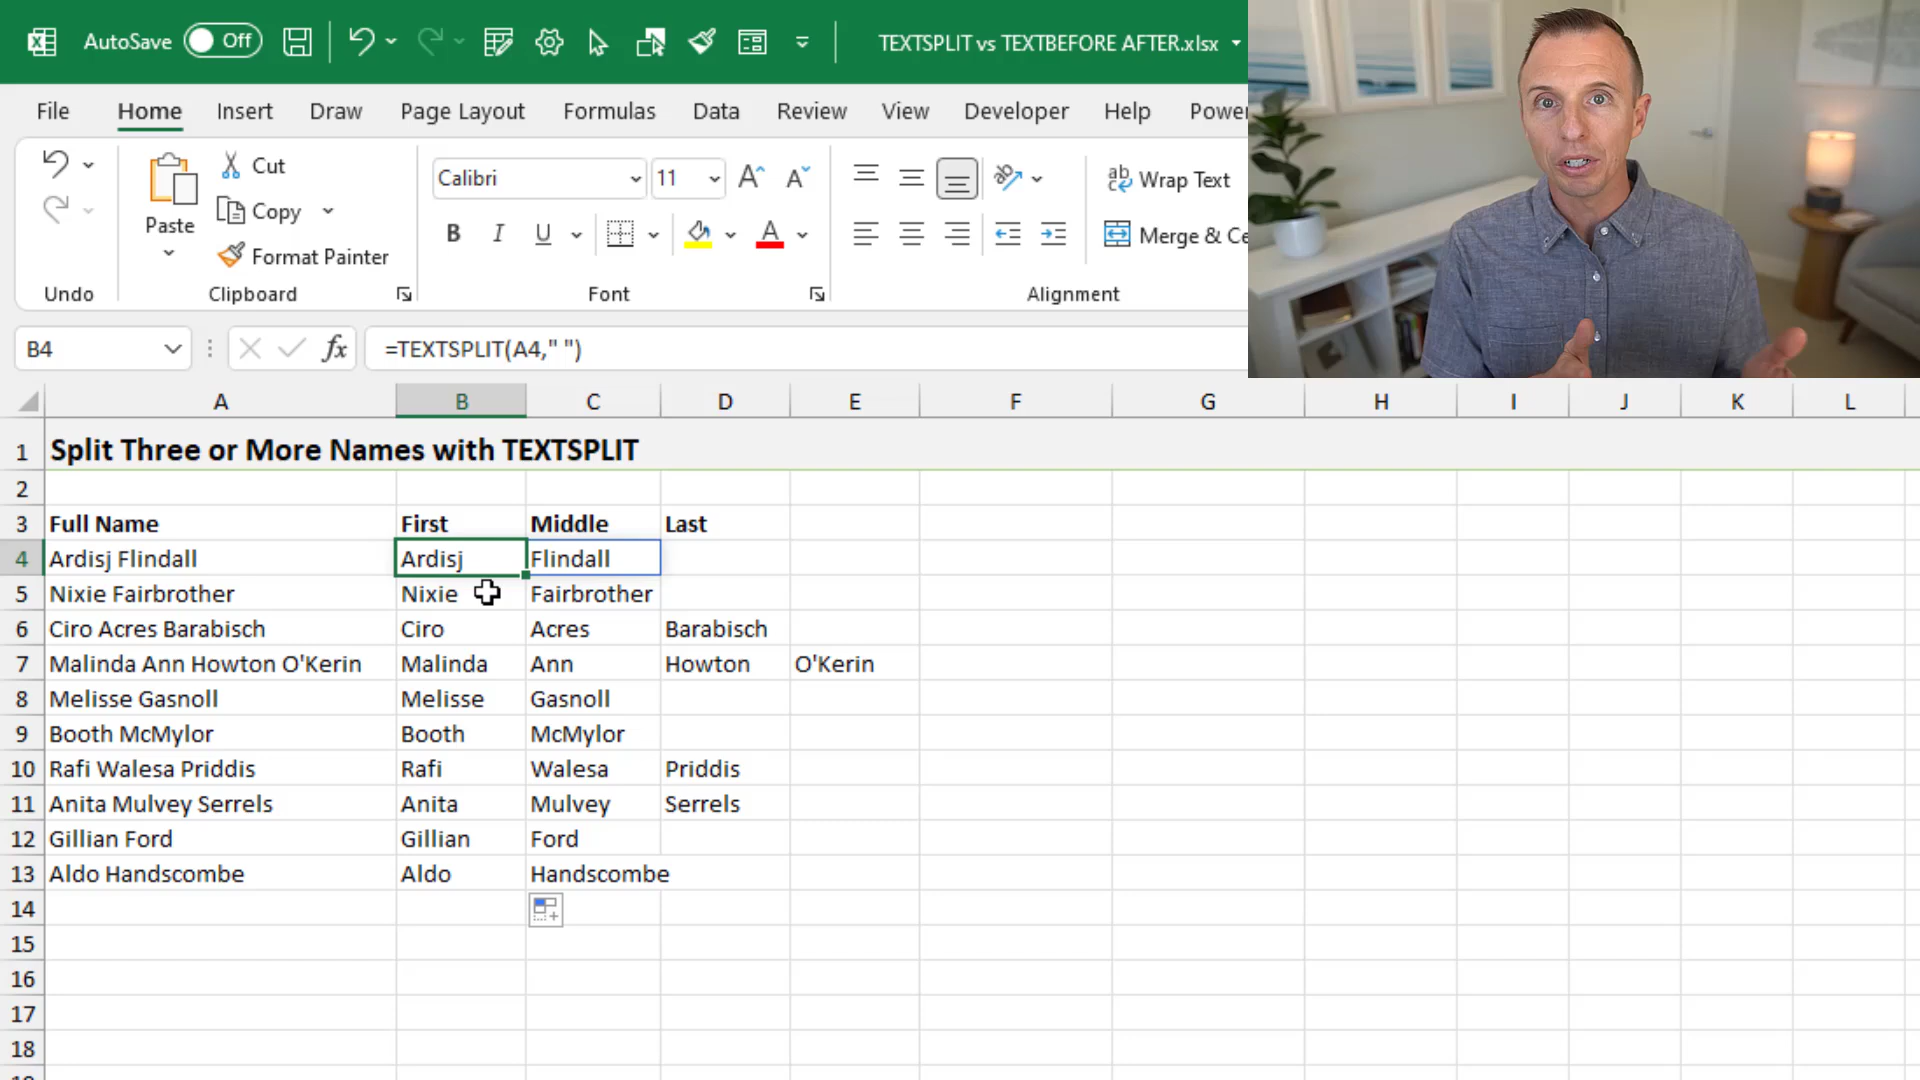 AutoSave Off TEXTSPLIT vs TEXTBEFORE AFTER.xlsx
File Home Insert Draw Page Layout Formulas Data Review View Developer Help Power
Cut
Copy
Paste
Format Painter
Calibri 11
B I U
Wrap Text
Merge & Ce
Undo Clipboard Font Alignment
B4 fx =TEXTSPLIT(A4," ")
A B C D E F G H I J K L
1 Split Three or More Names with TEXTSPLIT
2
3 Full Name First Middle Last
4 Ardisj Flindall Ardisj Flindall
5 Nixie Fairbrother Nixie Fairbrother
6 Ciro Acres Barabisch Ciro Acres Barabisch
7 Malinda Ann Howton O'Kerin Malinda Ann Howton O'Kerin
8 Melisse Gasnoll Melisse Gasnoll
9 Booth McMylor Booth McMylor
10 Rafi Walesa Priddis Rafi Walesa Priddis
11 Anita Mulvey Serrels Anita Mulvey Serrels
12 Gillian Ford Gillian Ford
13 Aldo Handscombe Aldo Handscombe
14
15
16
17
18